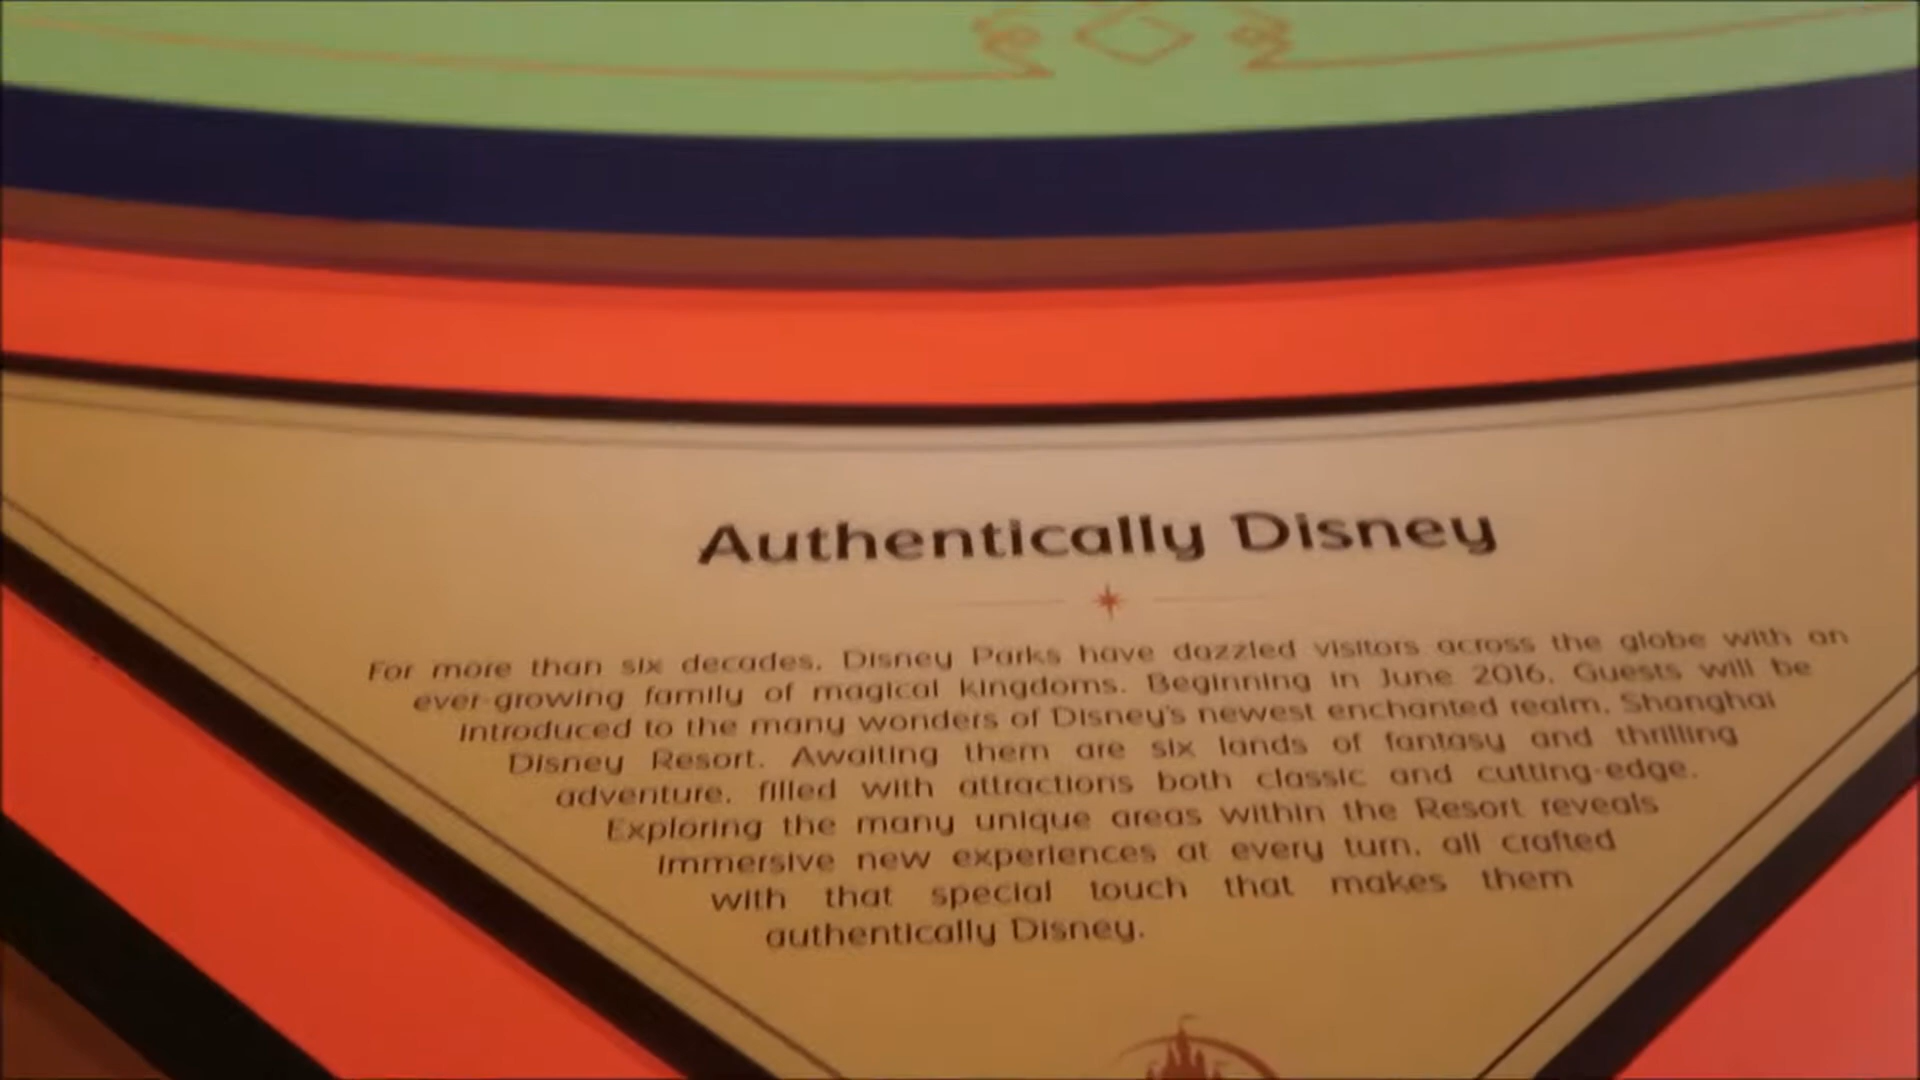 Authentically Disney
For more than six decades, Disney Parks have dazzled visitors across the globe with an
ever-growing family of magical kingdoms. Beginning in June 2016, Guests will be
introduced to the many wonders of Disney's newest enchanted realm, Shanghai
Disney Resort. Awaiting them are six lands of fantasy and thrilling
adventure, filled with attractions both classic and cutting-edge.
Exploring the many unique areas within the Resort reveals
immersive new experiences at every turn, all crafted
with that special touch that makes them
authentically Disney.